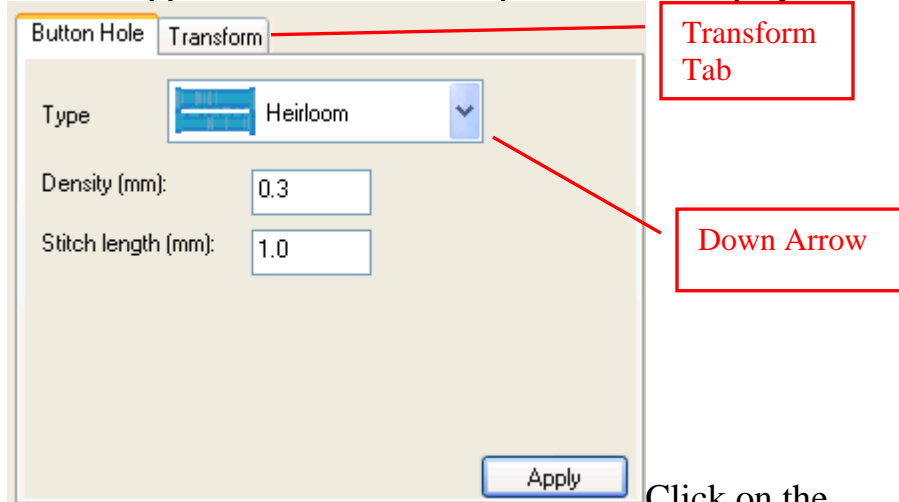 Button Hole Transform
Transform
Tab
Type Heirloom
Density (mm): 0.3
Stitch length (mm): 1.0
Down Arrow
Apply
Click on the